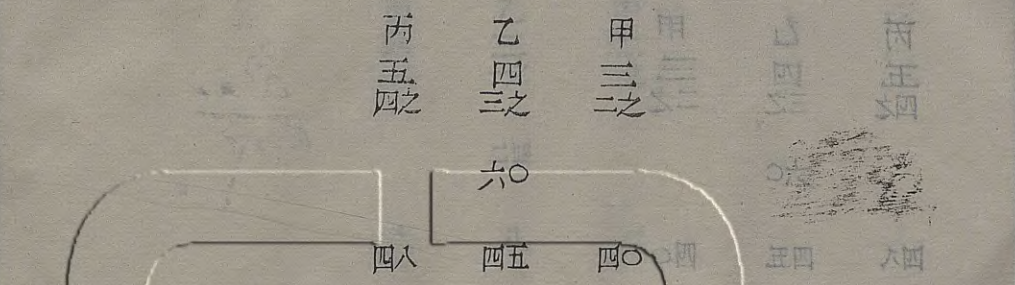 甲 乙 丙
三 四 五
之二 之三 之四
六〇
四〇 四五 四八